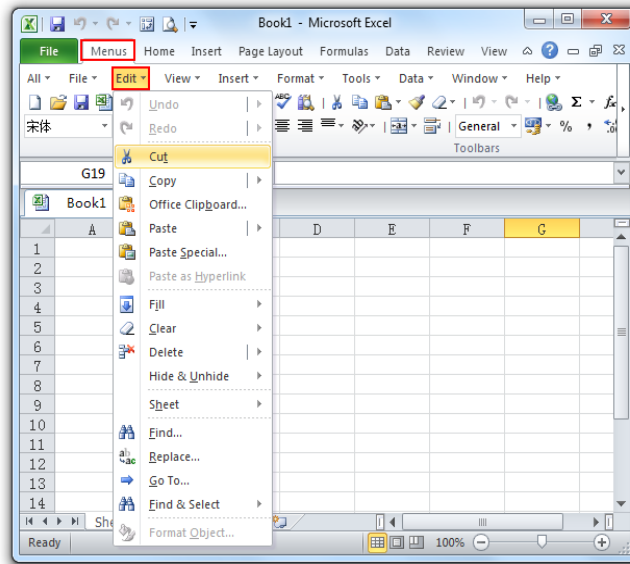 Book1 - Microsoft Excel
File Menus Home Insert Page Layout Formulas Data Review View
All File Edit View Insert Format Tools Data Window Help
宋体 General %
Toolbars
G19
Book1
A D E F G
Undo
Redo
Cut
Copy
Office Clipboard...
Paste
Paste Special...
Paste as Hyperlink
Fill
Clear
Delete
Hide & Unhide
Sheet
Find...
Replace...
Go To...
Find & Select
Format Object...
1
2
3
4
5
6
7
8
9
10
11
12
13
14
She
Ready 100%